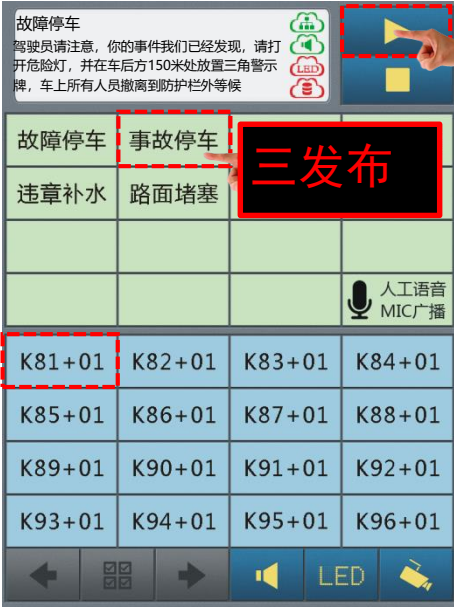 故障停车
驾驶员请注意，你的事件我们已经发现，请打
开危险灯，并在车后方150米处放置三角警示
牌，车上所有人员撤离到防护栏外等候
LED
故障停车 事故停车
三发布
违章补水 路面堵塞
人工语音
MIC广播
K81+01 K82+01 K83+01 K84+01
K85+01 K86+01 K87+01 K88+01
K89+01 K90+01 K91+01 K92+01
K93+01 K94+01 K95+01 K96+01
LED